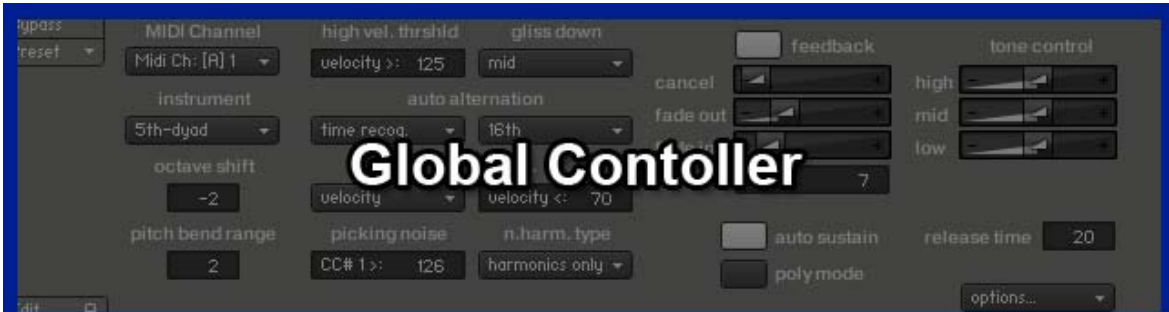 Bypass MIDI Channel high vel. thrshld gliss down
Preset Midi Ch: [A] 1 velocity >: 125 mid feedback tone control
cancel - + high - +
instrument auto alternation
5th-dyad time recog. 16th fade out - mid - +
octave shift low - +
Global Contoller
-2 velocity velocity <: 70 7
pitch bend range picking noise n.harm. type auto sustain release time 20
2 CC# 1 >: 126 harmonics only poly mode
Edit options...